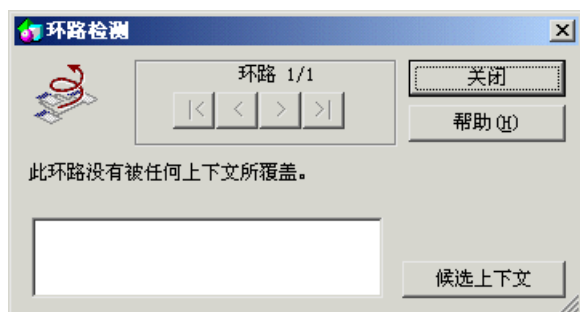 环路检测
环路 1/1
|< < > >|
关闭
帮助(H)
此环路没有被任何上下文所覆盖。
候选上下文